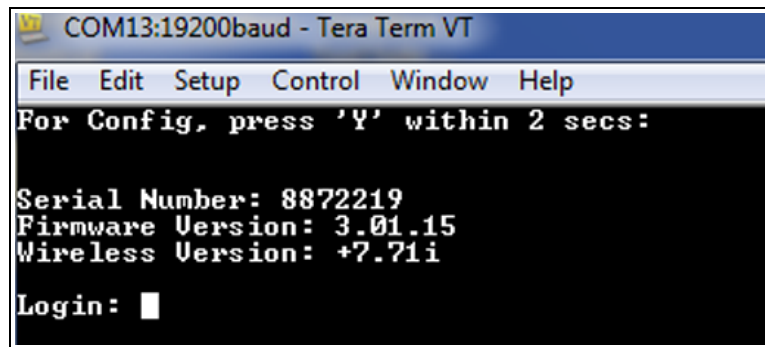 COM13:19200baud - Tera Term VT
File Edit Setup Control Window Help
For Config, press 'Y' within 2 secs:
Serial Number: 8872219
Firmware Version: 3.01.15
Wireless Version: +7.71i
Login: